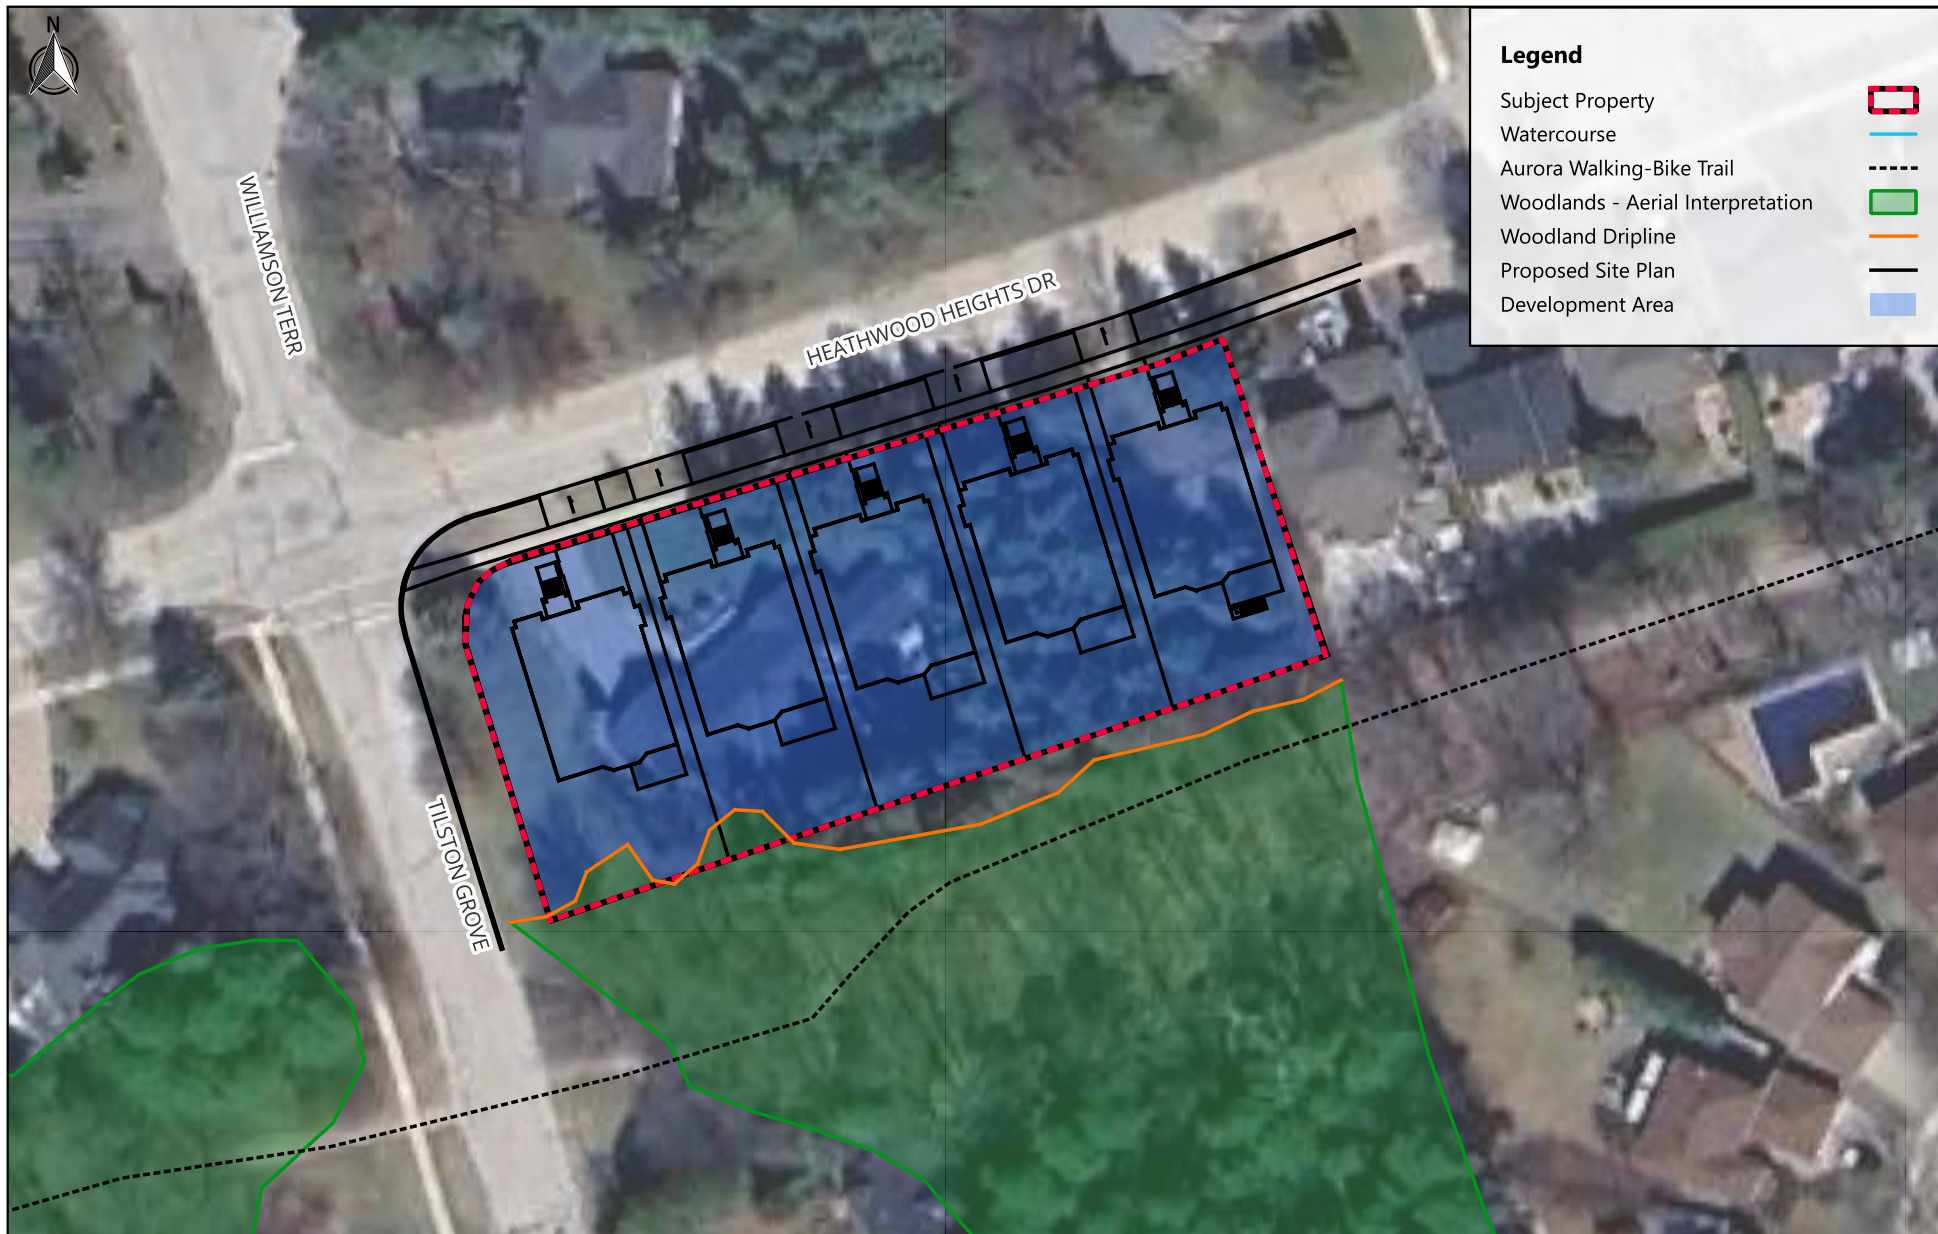 N
Legend
Subject Property
Watercourse
Aurora Walking-Bike Trail
Woodlands - Aerial Interpretation
Woodland Dripline
Proposed Site Plan
Development Area
WILLIAMSON TERR
HEATHWOOD HEIGHTS DR
TILSTON GROVE